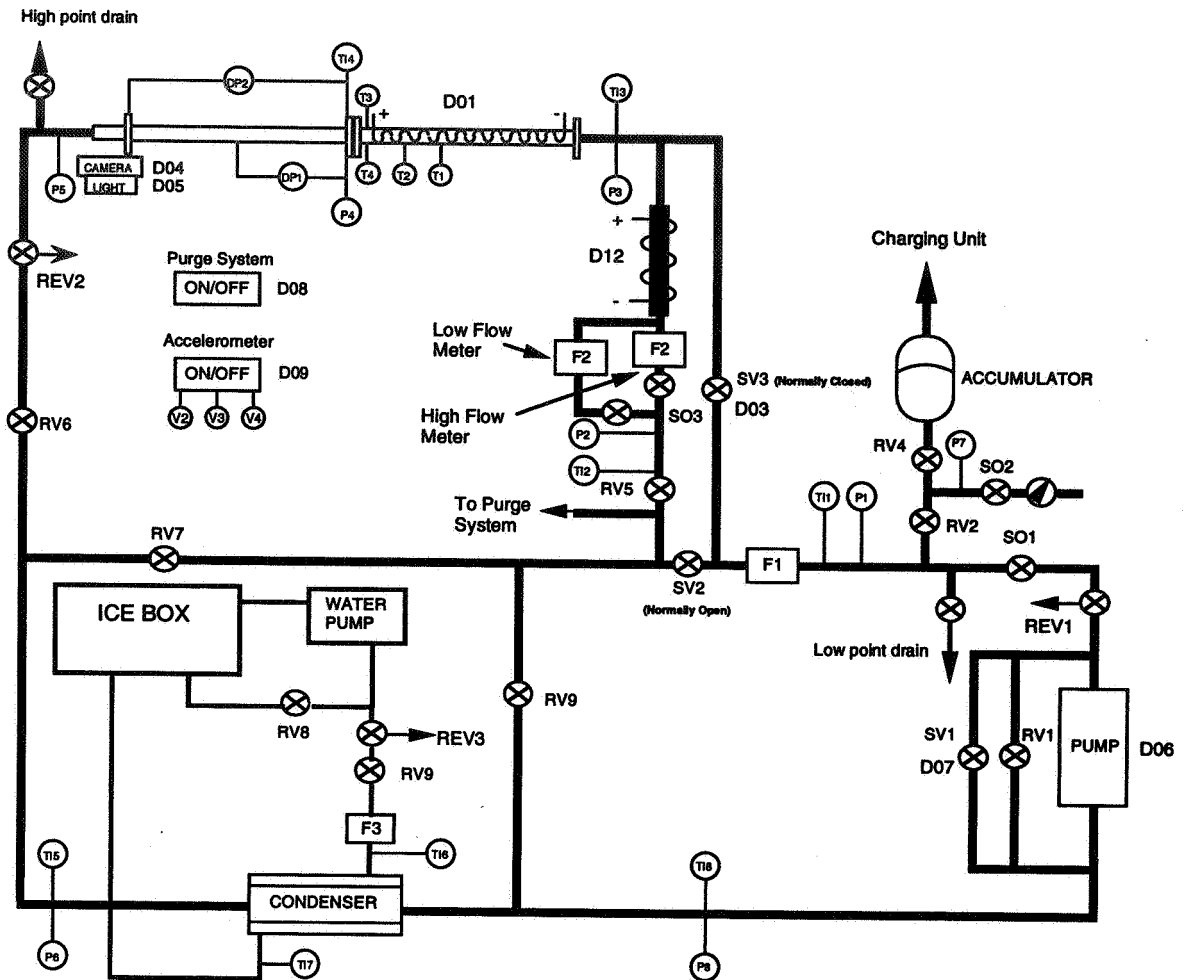 High point drain
TI4
DP2
T3
+
D01
-
TI3
CAMERA
D04
LIGHT
D05
P5
DP1
T4
T2
T1
P4
P3
+
D12
-
Charging Unit
REV2
Purge System
ON/OFF
D08
Low Flow
Meter
F2
F2
Accelerometer
ON/OFF
D09
V2
V3
V4
SV3 (Normally Closed)
D03
ACCUMULATOR
RV6
High Flow
Meter
SO3
P2
TI2
RV5
RV4
P7
SO2
To Purge
System
TI1
P1
RV2
SO1
RV7
SV2
(Normally Open)
F1
REV1
Low point drain
ICE BOX
WATER
PUMP
RV8
REV3
RV9
RV9
SV1
D07
RV1
PUMP
D06
F3
TI5
TI6
CONDENSER
P6
TI7
P8